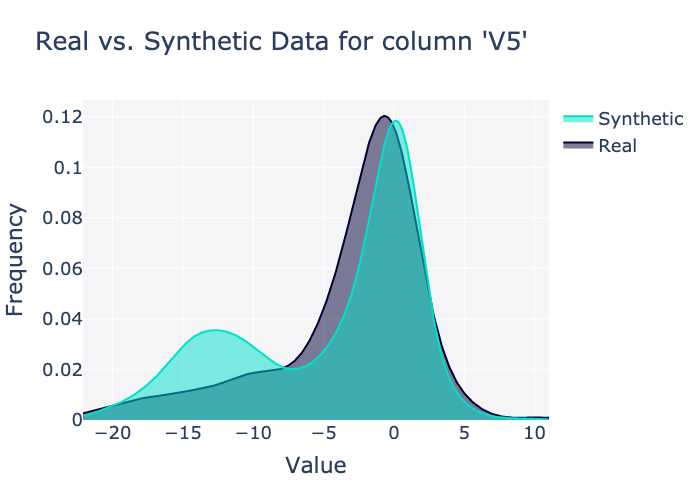 Real vs. Synthetic Data for column 'V5'
Synthetic
Real
Frequency
0.12
0.1
0.08
0.06
0.04
0.02
0
−20
−15
−10
−5
0
5
10
Value